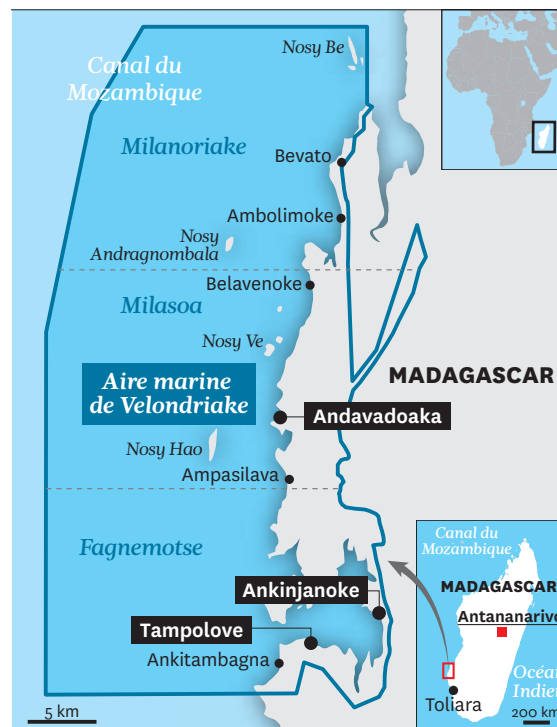 Nosy Be
Canal du
Mozambique
Milanoriake
Bevato
Ambolimoke
Nosy
Andragnombala
Belavenoke
Milasoa
Nosy Ve
MADAGASCAR
Aire marine
de Velondriake
Andavadoaka
Nosy Hao
Ampasilava
Fagnemotse
Ankinjanoke
Tampolove
Ankitambagna
5 km
Canal du
Mozambique
MADAGASCAR
Antananarivo
Océan
Indien
Toliara
200 km